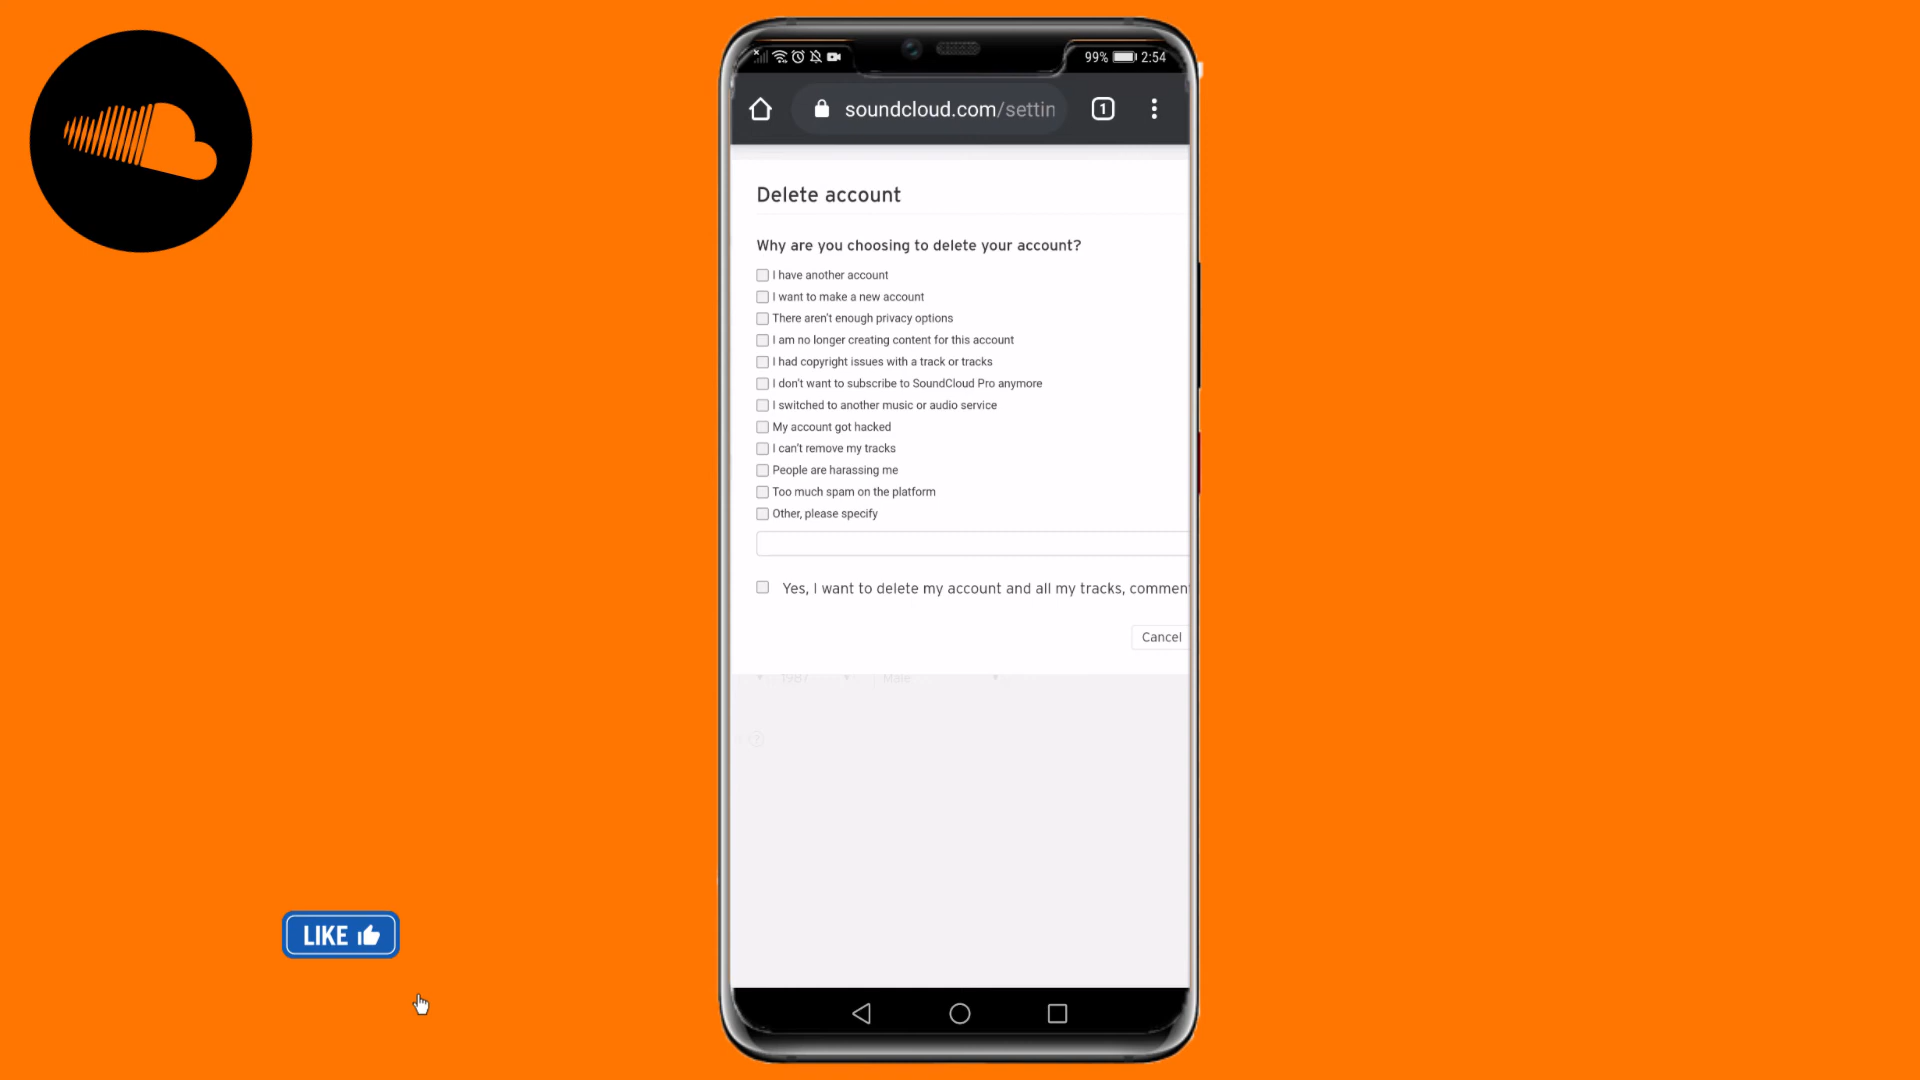 99% 2:54
soundcloud.com/settin
1
Delete account
Why are you choosing to delete your account?
I have another account
I want to make a new account
There aren't enough privacy options
I am no longer creating content for this account
I had copyright issues with a track or tracks
I don't want to subscribe to SoundCloud Pro anymore
I switched to another music or audio service
My account got hacked
I can't remove my tracks
People are harassing me
Too much spam on the platform
Other, please specify
Yes, I want to delete my account and all my tracks, commen
Cancel
1987 Male
?
LIKE